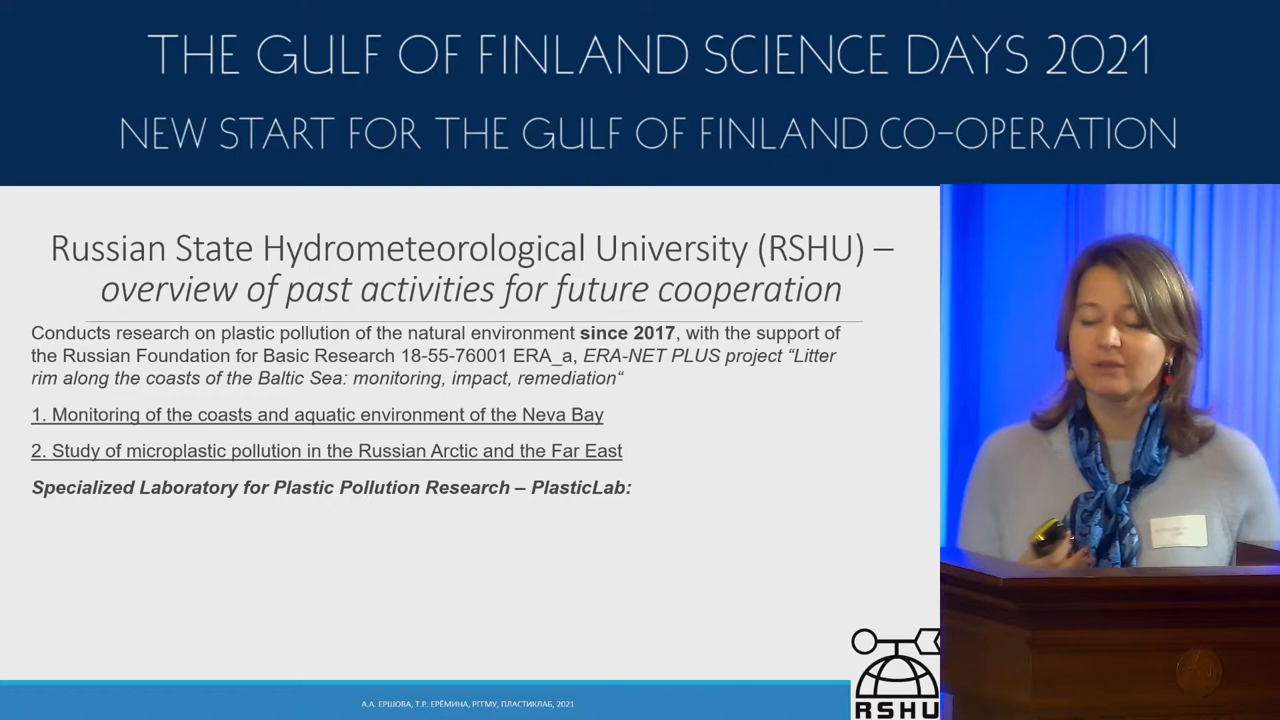 THE GULF OF FINLAND SCIENCE DAYS 2021
NEW START FOR THE GULF OF FINLAND CO-OPERATION
Russian State Hydrometeorological University (RSHU) –
overview of past activities for future cooperation
Conducts research on plastic pollution of the natural environment since 2017, with the support of
the Russian Foundation for Basic Research 18-55-76001 ERA_a, ERA-NET PLUS project “Litter
rim along the coasts of the Baltic Sea: monitoring, impact, remediation“
1. Monitoring of the coasts and aquatic environment of the Neva Bay
2. Study of microplastic pollution in the Russian Arctic and the Far East
Specialized Laboratory for Plastic Pollution Research – PlasticLab:
А.А. ЕРШОВА, Т.Р. ЕРЁМИНА, РГГМУ, ПЛАСТИКЛАБ, 2021
RSHU